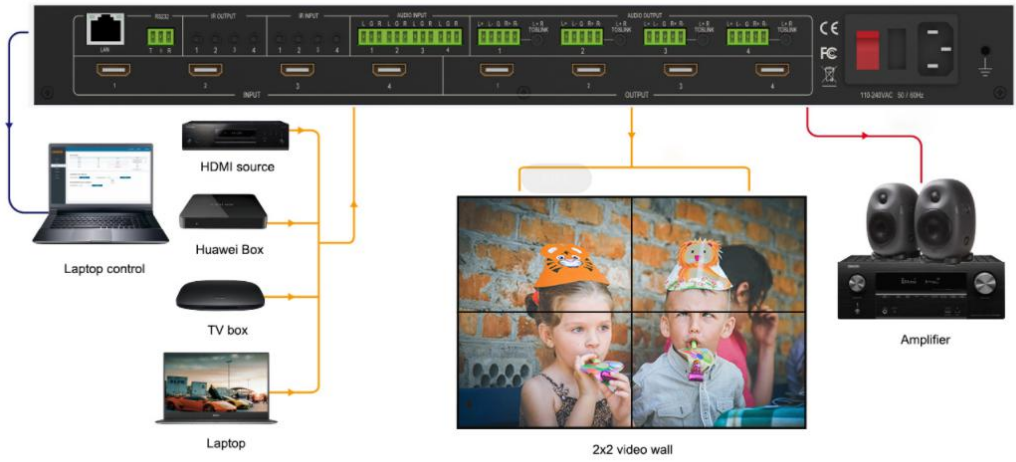 RS232 IR OUTPUT IR INPUT AUDIO INPUT AUDIO OUTPUT
L G R L G R L G R L G R
L+ L- G R+ R- L+R L+ L- G R+ R- L+R L+ L- G R+ R- L+R L+ L- G R+ R- L+R
TOSLINK TOSLINK TOSLINK TOSLINK
LAN T R 1 2 3 4 1 2 3 4 1 2 3 4 1 2 3 4
CE
FC
1 2 3 4 1 2 3 4
INPUT OUTPUT
110-240VAC 50 / 60Hz
HDMI source
Huawei Box
Laptop control
TV box
Laptop
2x2 video wall
Amplifier